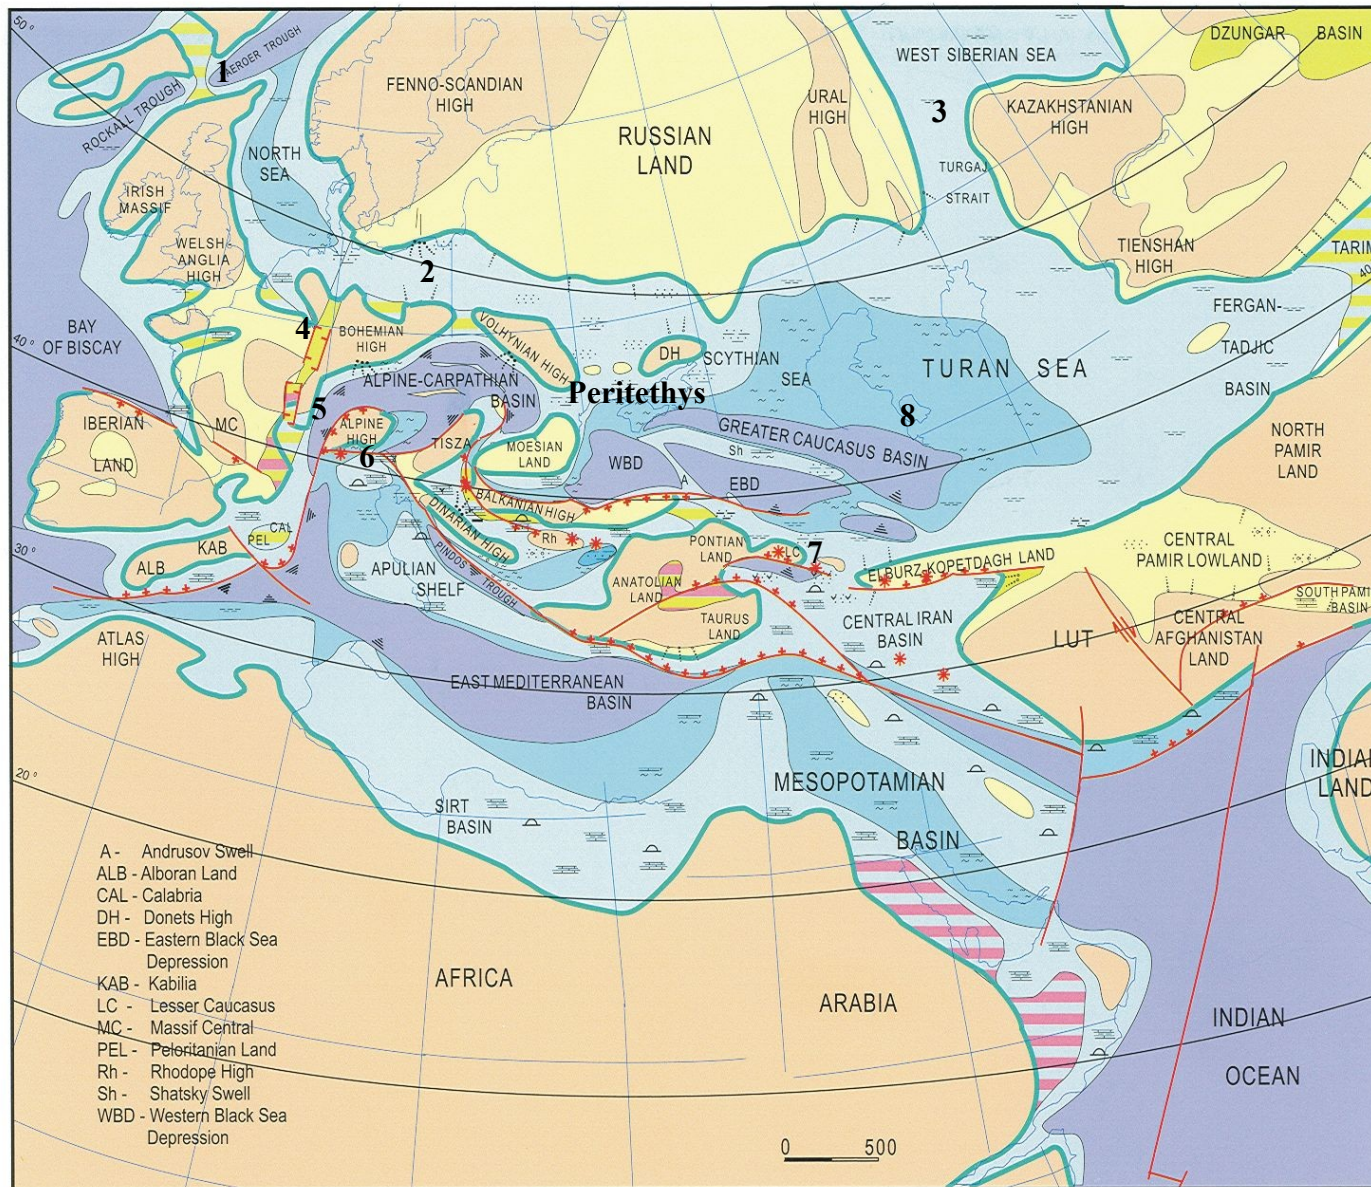 50°
1
FAEROER TROUGH
ROCKALL TROUGH
FENNO-SCANDIAN
HIGH
WEST SIBERIAN SEA
DZUNGAR
BASIN
3
KAZAKHSTANIAN
HIGH
URAL
HIGH
RUSSIAN
LAND
NORTH
SEA
TURGAJ
STRAIT
IRISH
MASSIF
WELSH-
ANGLIA
HIGH
TIENSHAN
HIGH
TARIM
40
2
FERGAN-
TADJIC
BASIN
4
BAY
OF BISCAY
40°
BOHEMIAN
HIGH
VOLHYNIAN HIGH
DH
SCYTHIAN
SEA
TURAN SEA
ALPINE-CARPATHIAN
BASIN
Peritethys
5
8
IBERIAN
LAND
MC
ALPINE
HIGH
TISZA
MOESIAN
LAND
GREATER CAUCASUS BASIN
Sh
NORTH
PAMIR
LAND
6
WBD
A
EBD
BALKANIAN HIGH
DINARIAN HIGH
CAL
PEL
KAB
ALB
30°
Rh
PONTIAN
LAND
LC
7
CENTRAL
PAMIR LOWLAND
ELBURZ-KOPETDAGH LAND
APULIAN
SHELF
PINDOS TROUGH
ANATOLIAN
LAND
TAURUS
LAND
SOUTH PAMI
BASIN
CENTRAL IRAN
BASIN
LUT
CENTRAL
AFGHANISTAN
LAND
ATLAS
HIGH
EAST MEDITERRANEAN
BASIN
20°
INDIAN
LAND
MESOPOTAMIAN
BASIN
SIRT
BASIN
A - Andrusov Swell
ALB - Alboran Land
CAL - Calabria
DH - Donets High
EBD - Eastern Black Sea
Depression
KAB - Kabilia
LC - Lesser Caucasus
MC - Massif Central
PEL - Peloritanian Land
Rh - Rhodope High
Sh - Shatsky Swell
WBD - Western Black Sea
Depression
AFRICA
ARABIA
INDIAN
OCEAN
0 500